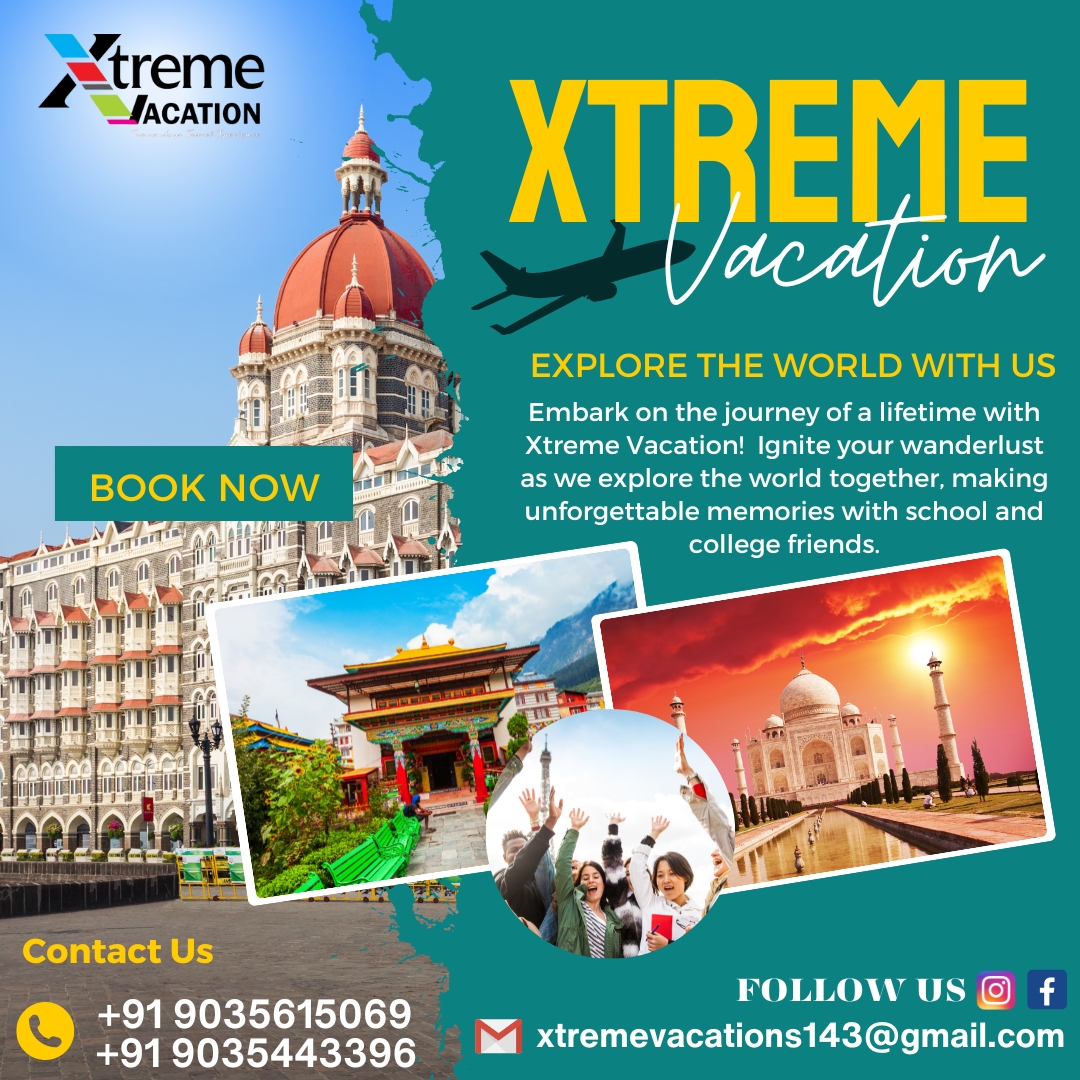 Xtreme
VACATION
XTREME
Vacation
EXPLORE THE WORLD WITH US
Embark on the journey of a lifetime with
Xtreme Vacation! Ignite your wanderlust
as we explore the world together, making
unforgettable memories with school and
college friends.
BOOK NOW
Contact Us
+91 9035615069
+91 9035443396
FOLLOW US
xtremevacations143@gmail.com